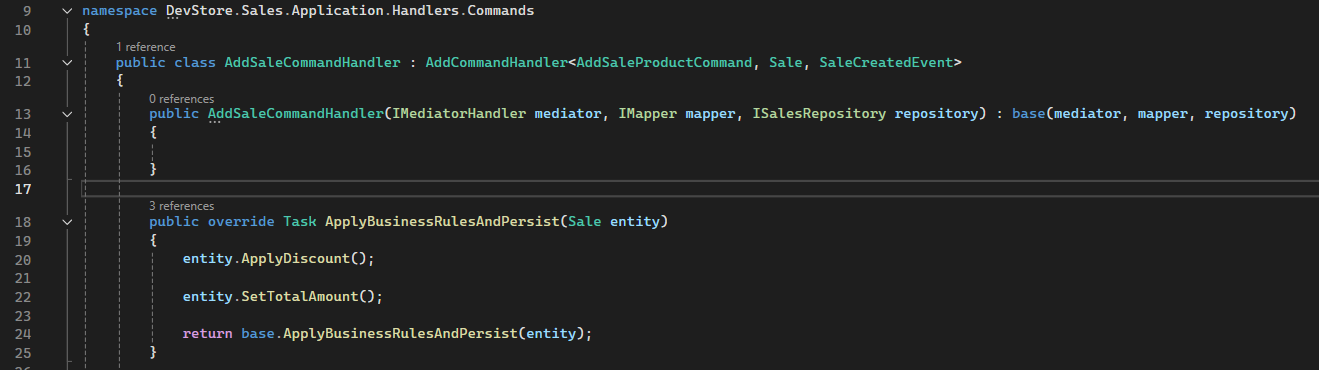 9 namespace DevStore.Sales.Application.Handlers.Commands
10 {
1 reference
11 public class AddSaleCommandHandler : AddCommandHandler<AddSaleProductCommand, Sale, SaleCreatedEvent>
12 {
0 references
13 public AddSaleCommandHandler(IMediatorHandler mediator, IMapper mapper, ISalesRepository repository) : base(mediator, mapper, repository)
14 {
15
16 }
17
3 references
18 public override Task ApplyBusinessRulesAndPersist(Sale entity)
19 {
20 entity.ApplyDiscount();
21
22 entity.SetTotalAmount();
23
24 return base.ApplyBusinessRulesAndPersist(entity);
25 }